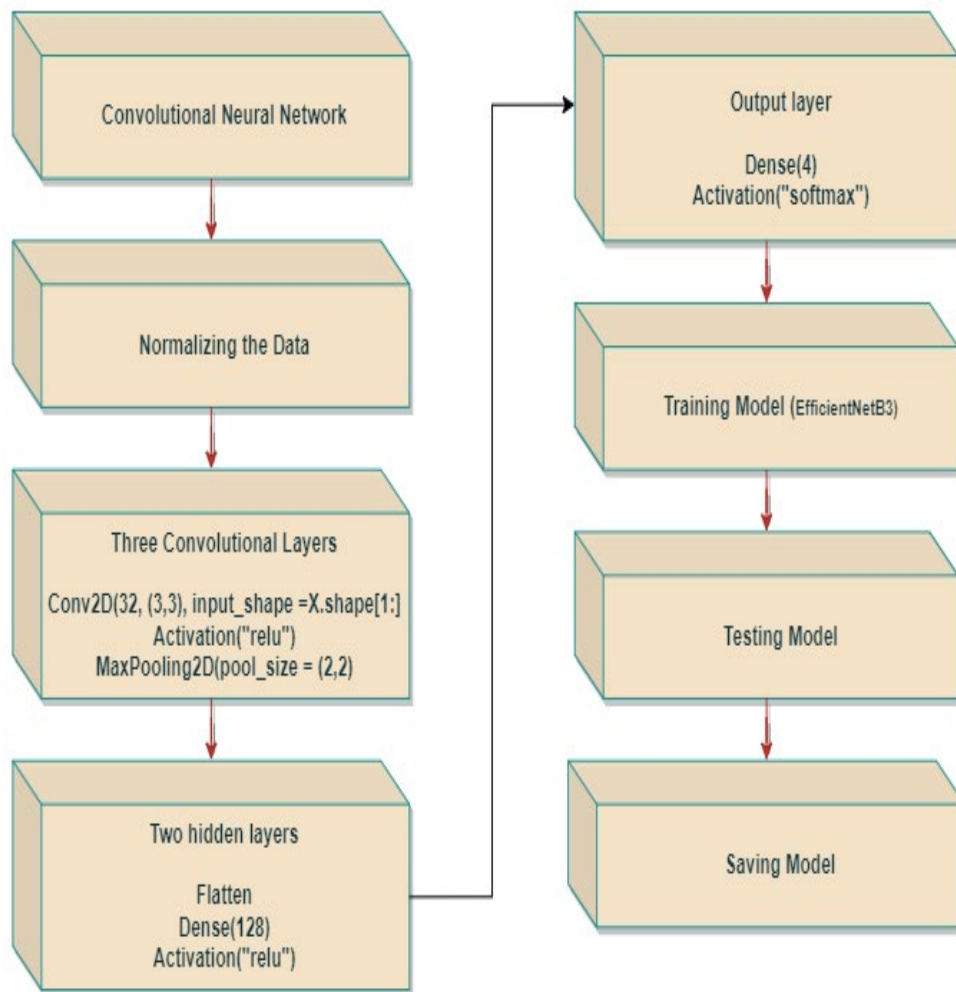 Convolutional Neural Network
Normalizing the Data
Three Convolutional Layers
Conv2D(32, (3,3), input_shape =X.shape[1:]
Activation("relu")
MaxPooling2D(pool_size = (2,2)
Two hidden layers
Flatten
Dense(128)
Activation("relu")
Output layer
Dense(4)
Activation("softmax")
Training Model (EfficientNetB3)
Testing Model
Saving Model